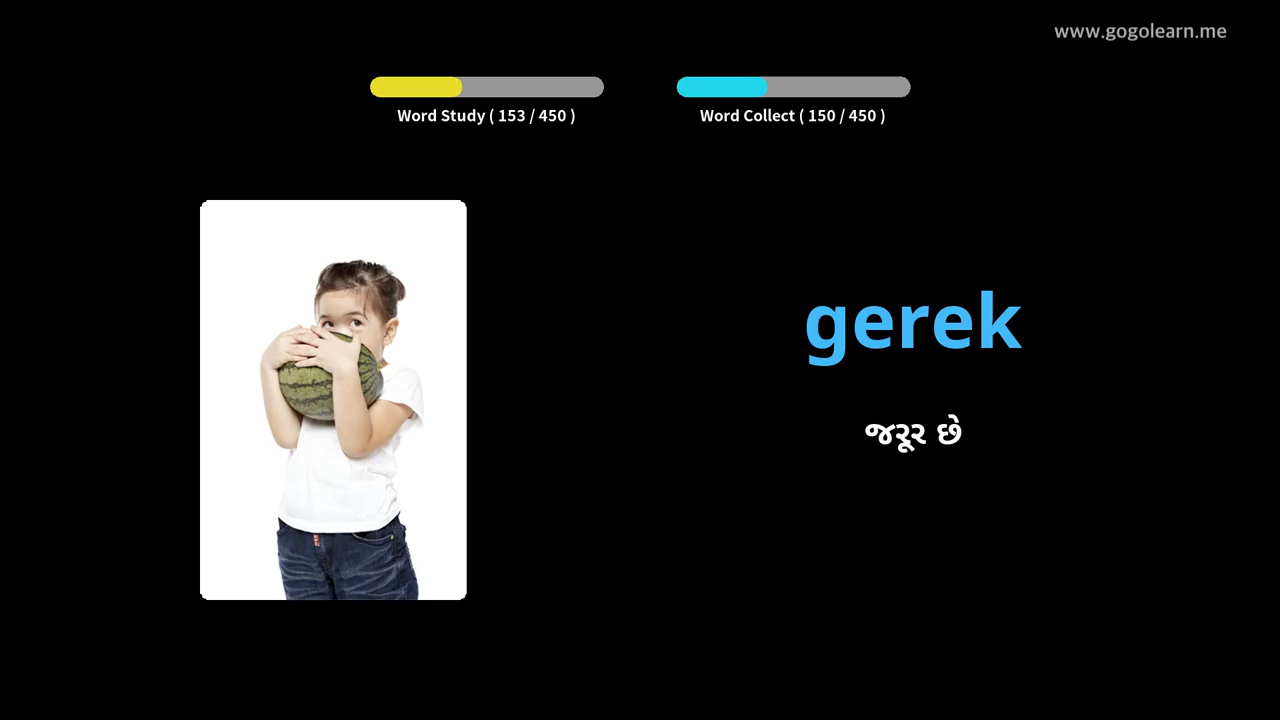 www.gogolearn.me
Word Study ( 153 / 450 )
Word Collect ( 150 / 450 )
gerek
જરૂર છે